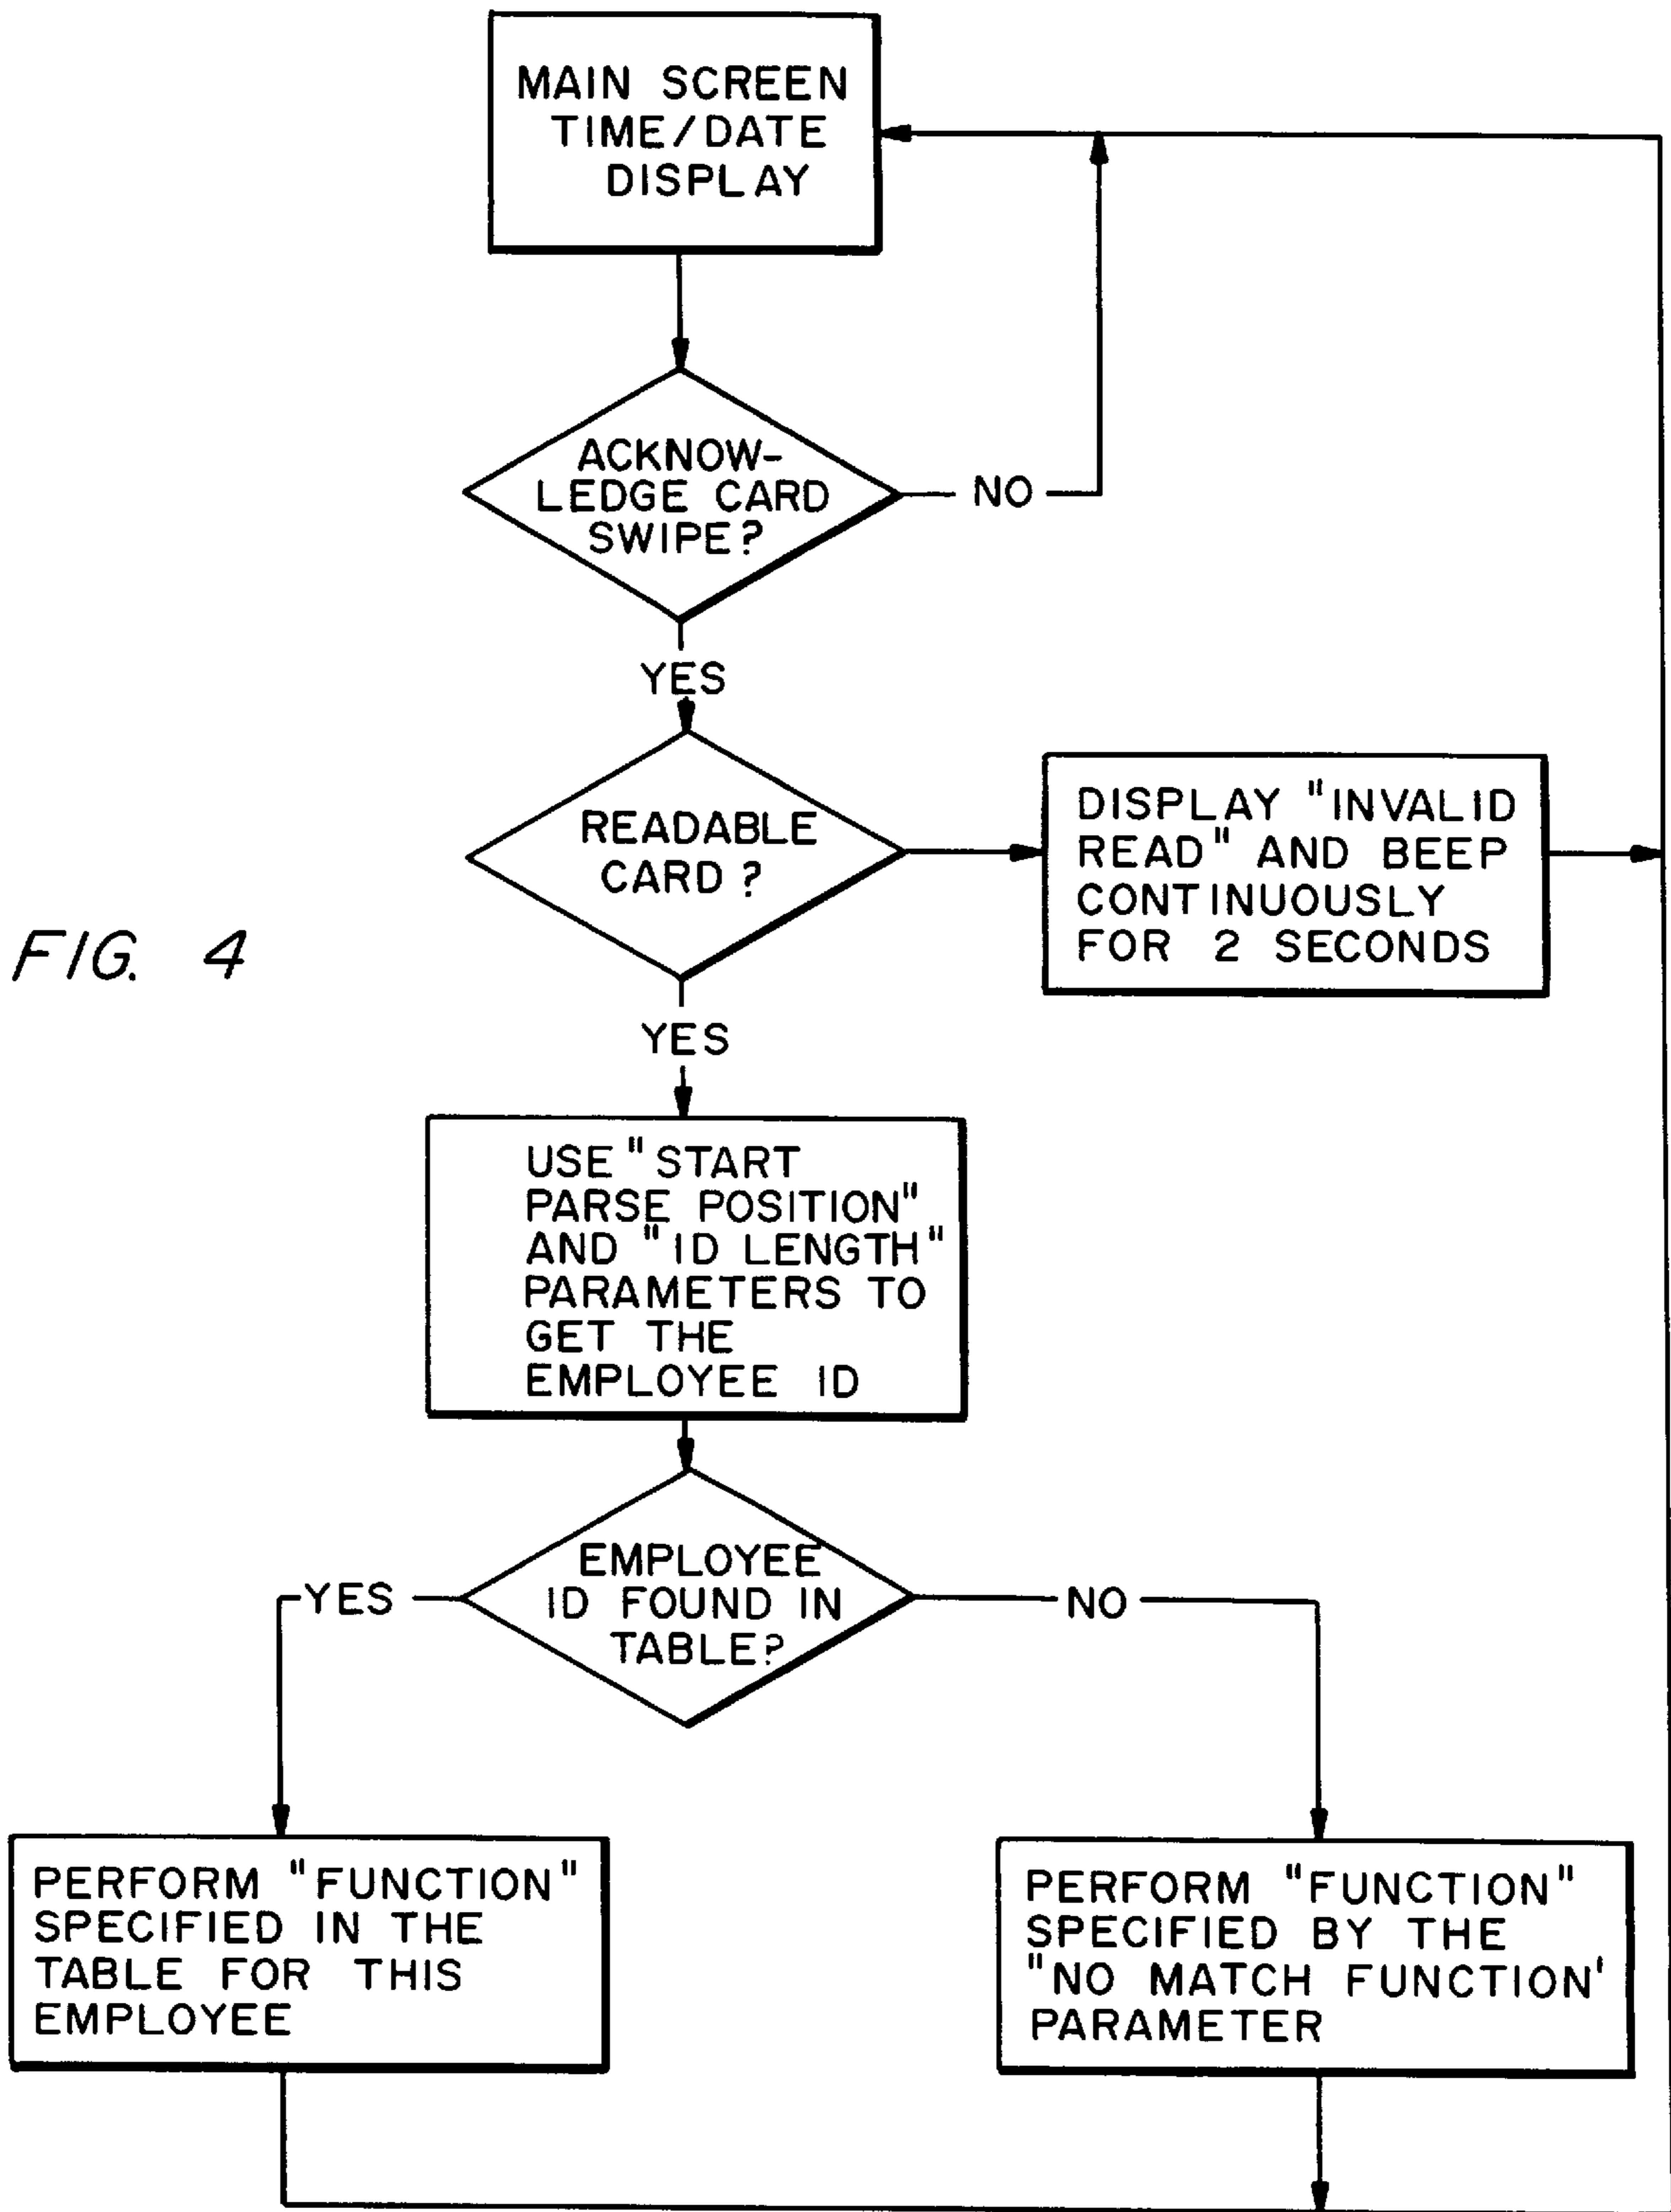 MAIN SCREEN
TIME/DATE
DISPLAY
ACKNOW-
LEDGE CARD
SWIPE?
NO
YES
READABLE
CARD ?
DISPLAY "INVALID
READ" AND BEEP
CONTINUOUSLY
FOR 2 SECONDS
FIG. 4
YES
USE "START
PARSE POSITION"
AND "ID LENGTH"
PARAMETERS TO
GET THE
EMPLOYEE ID
EMPLOYEE
ID FOUND IN
TABLE?
YES
NO
PERFORM "FUNCTION"
SPECIFIED IN THE
TABLE FOR THIS
EMPLOYEE
PERFORM "FUNCTION"
SPECIFIED BY THE
"NO MATCH FUNCTION'
PARAMETER